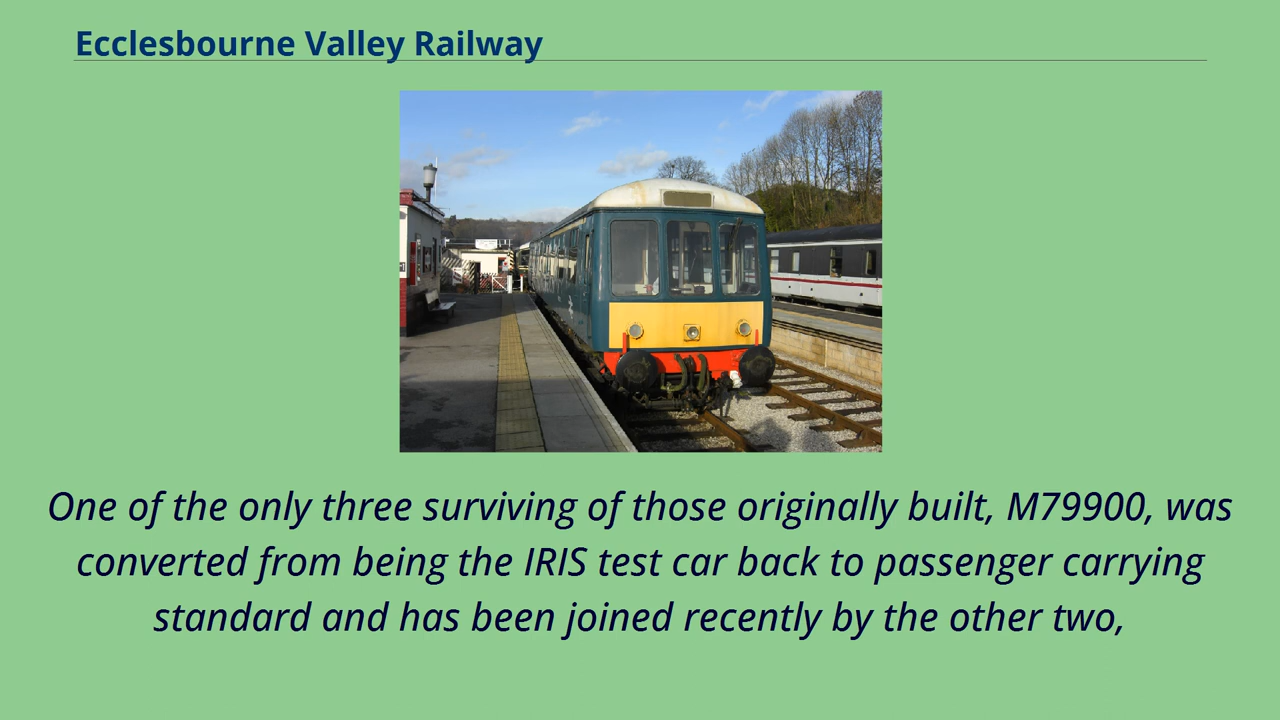 Ecclesbourne Valley Railway
One of the only three surviving of those originally built, M79900, was
converted from being the IRIS test car back to passenger carrying
standard and has been joined recently by the other two,